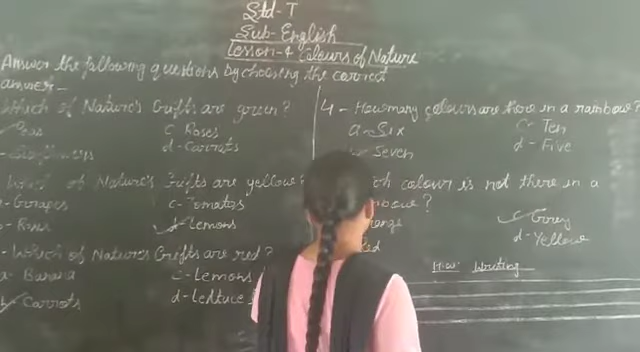 Std- I
Sub- English
Lesson-4 Colours of Nature
Answer the following questions by choosing the correct
answer-
Which of Nature's Gifts are green?
c Roses
d- Carrots
of Nature's Gifts are yellow?
Grapes
c- Tomatos
Rose
Lemons
Which of Nature's Gifts are red?
a- Banana
c- Lemons
b- Carrots
d- Lettuce
4- How many colours are there in a rainbow?
a- Six
c- Ten
Seven
d- Five
colour is not there in a
c- Grey
d- Yellow
H.W. Writing